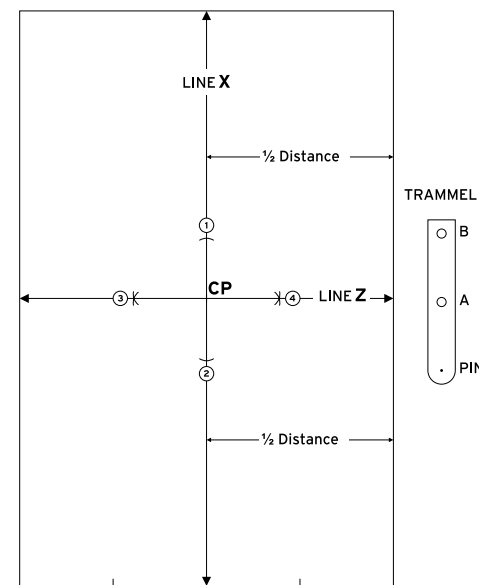 LINE X
½ Distance
TRAMMEL
B
1
CP
3
4
LINE Z
A
2
PIN
½ Distance